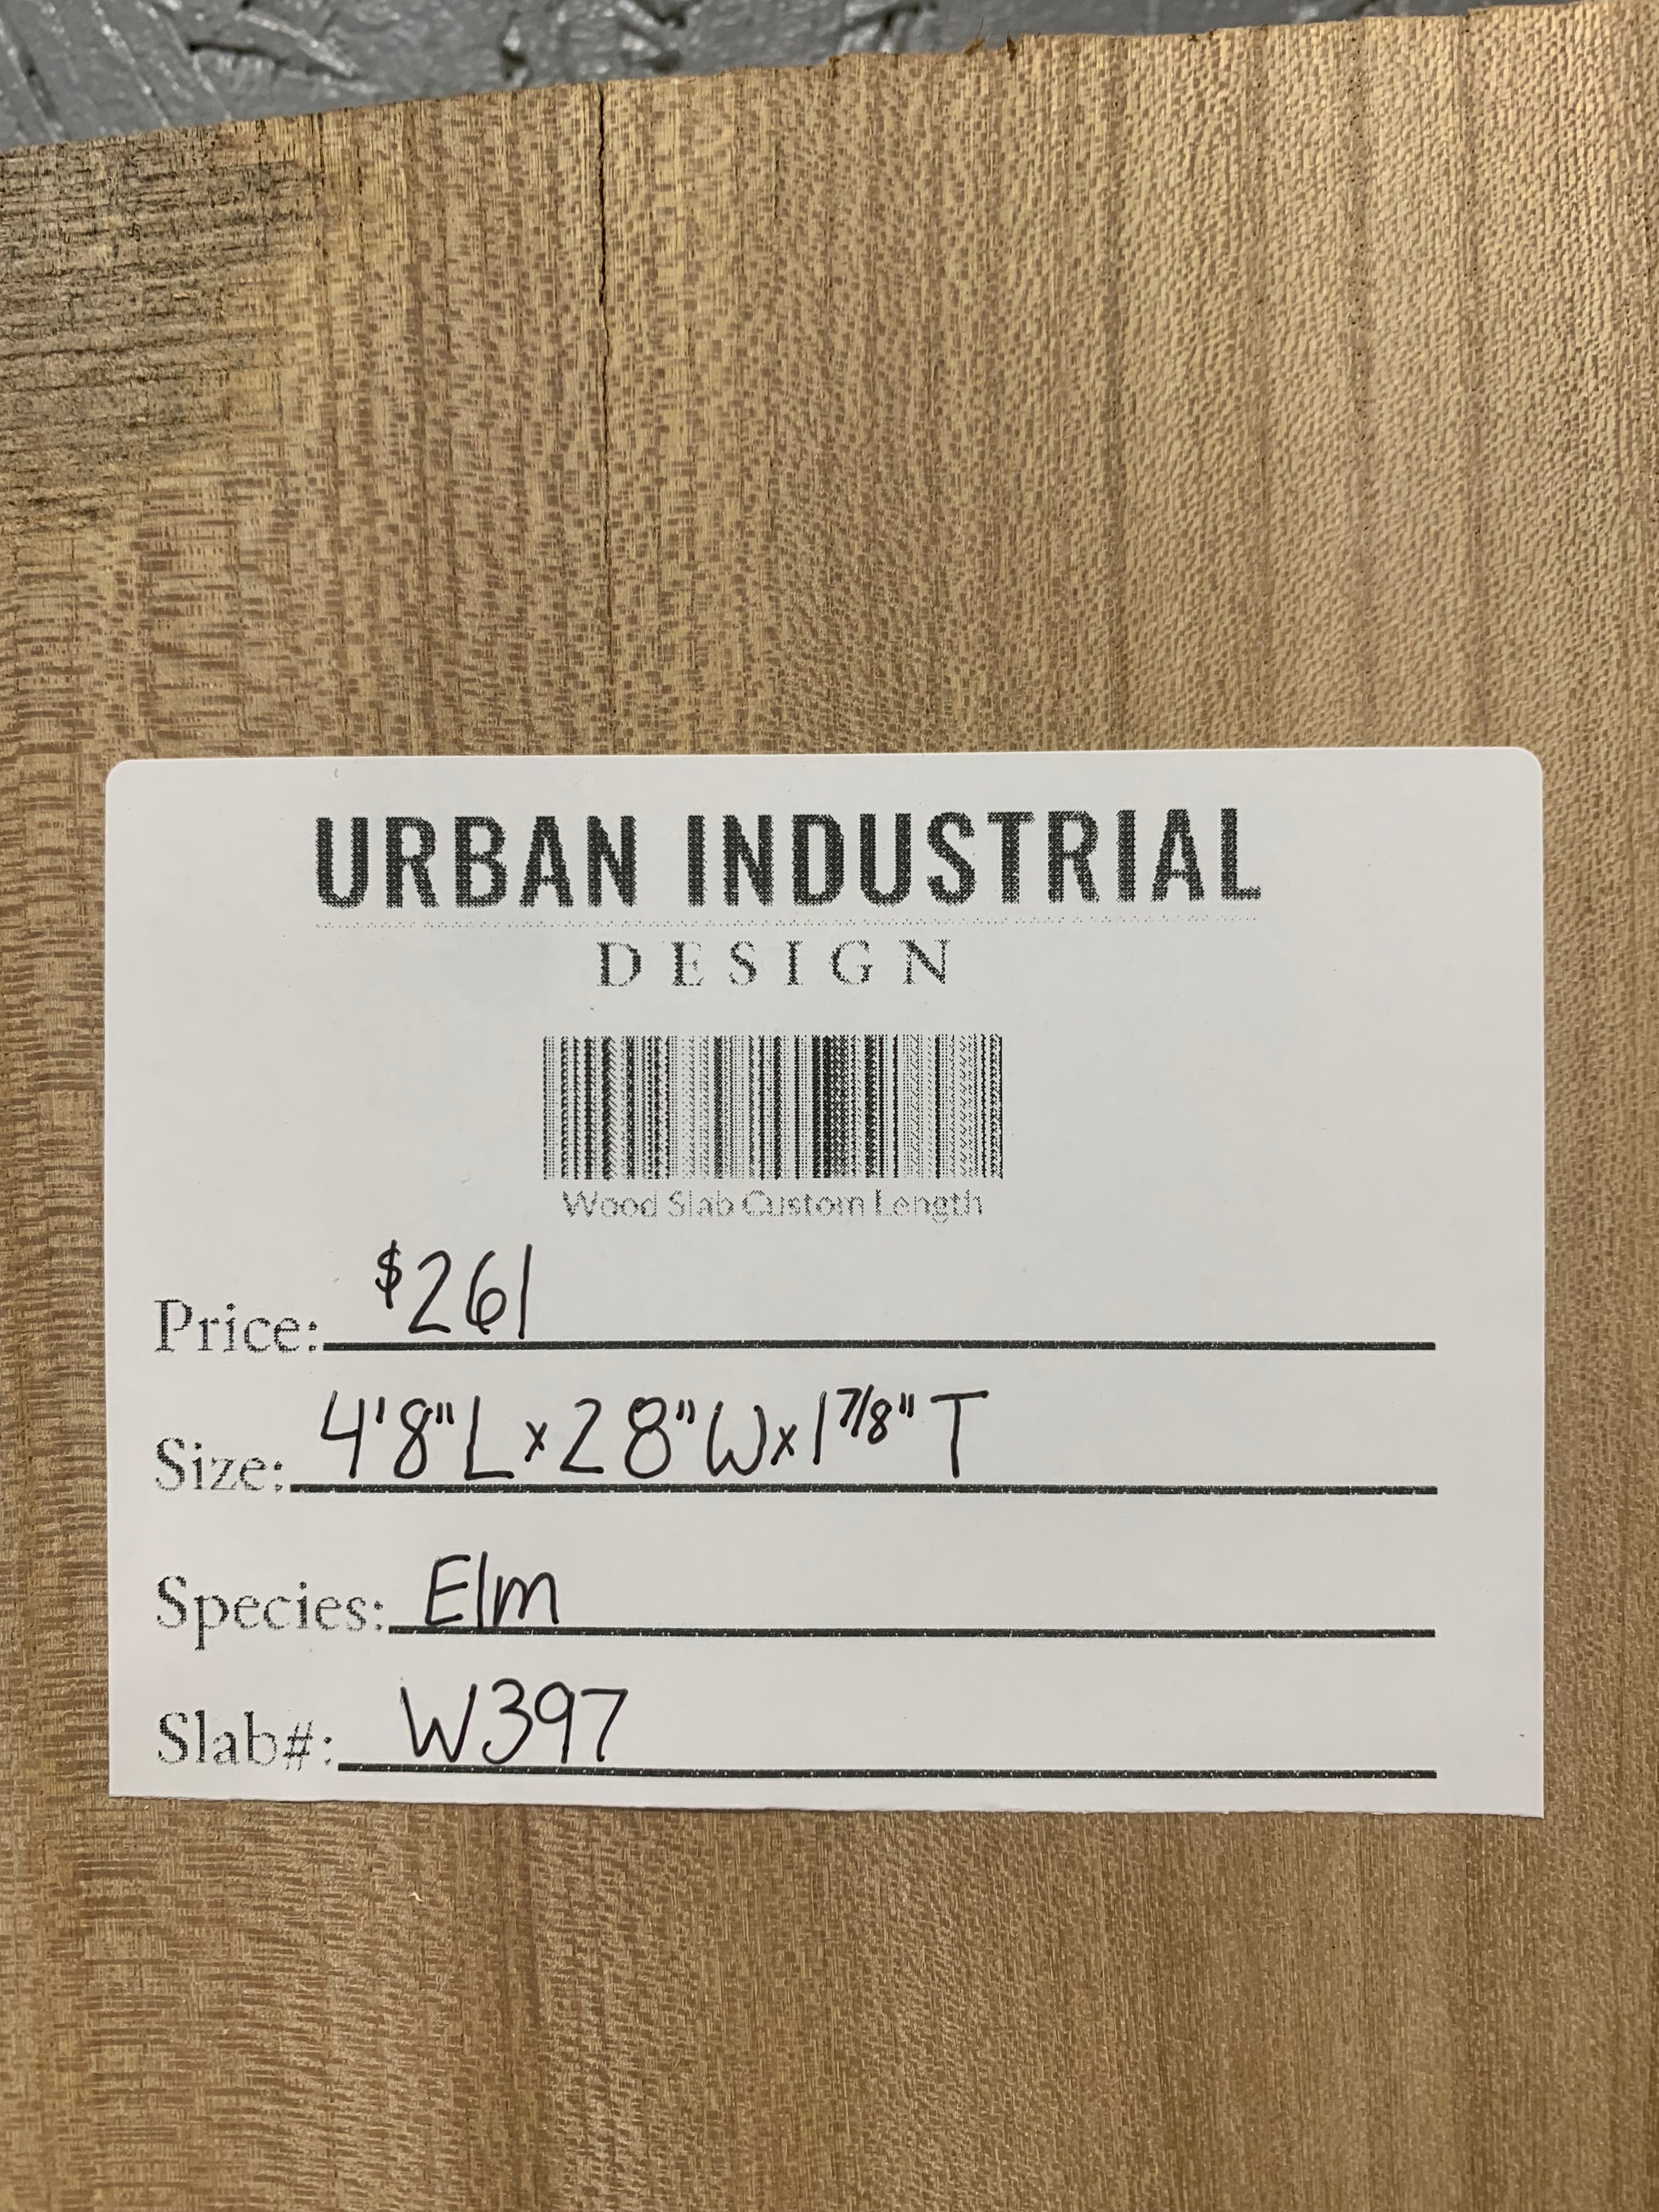 URBAN INDUSTRIAL
DESIGN
Wood Slab Custom Length
Price: $261
Size: 4'8"L x 28"W x 1 7/8" T
Species: Elm
Slab#: W397